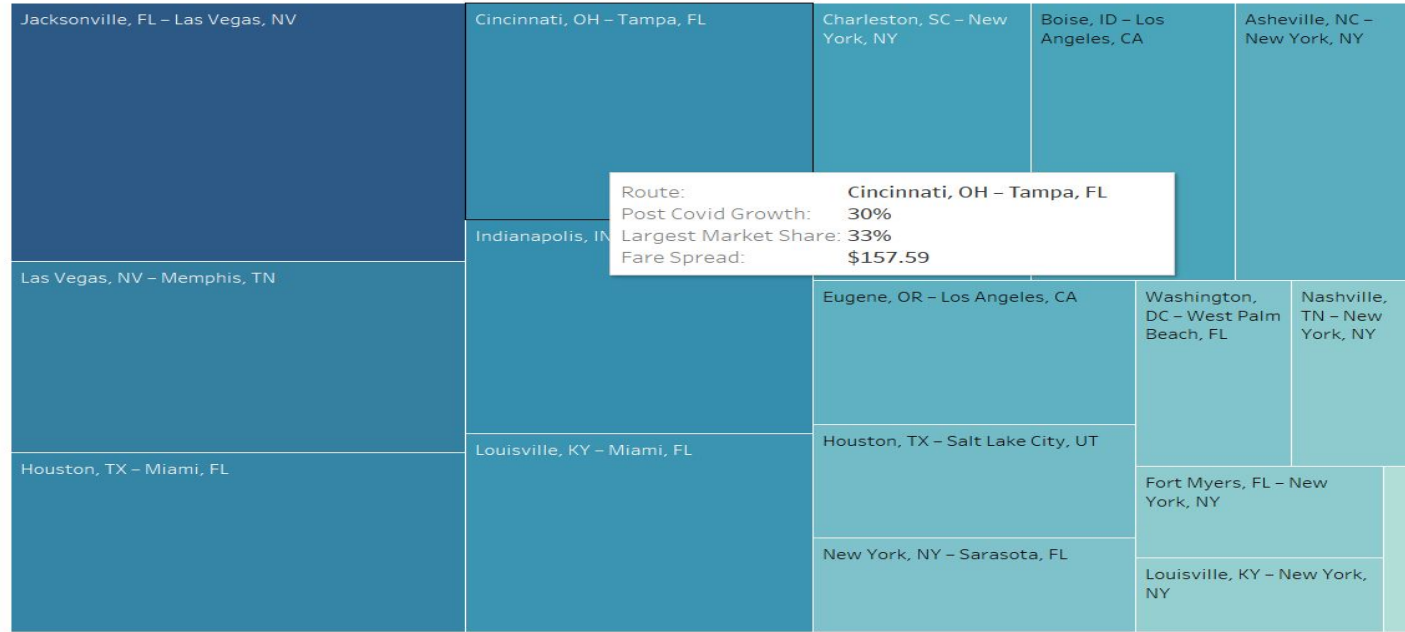 Jacksonville, FL – Las Vegas, NV
Las Vegas, NV – Memphis, TN
Houston, TX – Miami, FL
Cincinnati, OH – Tampa, FL
Indianapolis, IN
Louisville, KY – Miami, FL
Charleston, SC – New
York, NY
Boise, ID – Los
Angeles, CA
Asheville, NC –
New York, NY
Route: Cincinnati, OH – Tampa, FL
Post Covid Growth: 30%
Largest Market Share: 33%
Fare Spread: $157.59
Eugene, OR – Los Angeles, CA
Houston, TX – Salt Lake City, UT
New York, NY – Sarasota, FL
Washington,
DC – West Palm
Beach, FL
Nashville,
TN – New
York, NY
Fort Myers, FL – New
York, NY
Louisville, KY – New York,
NY